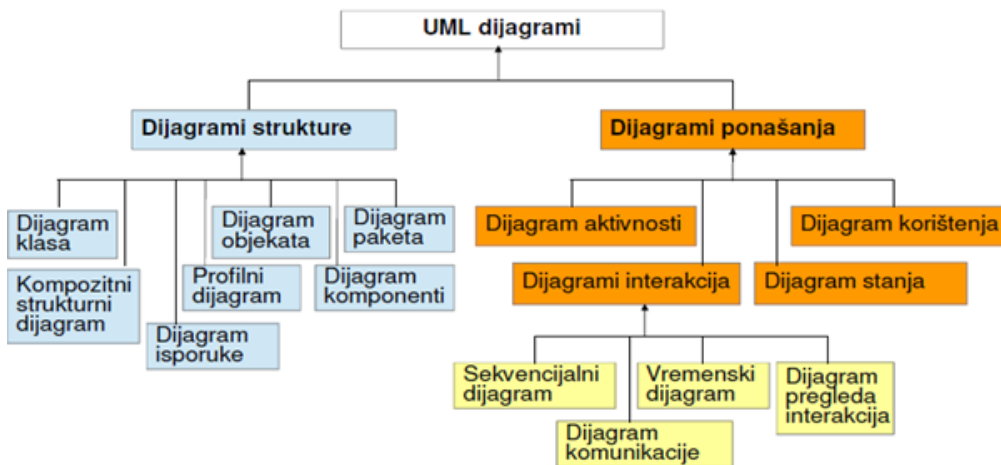 UML dijagrami
Dijagrami strukture
Dijagrami ponašanja
Dijagram
klasa
Dijagram
objekata
Dijagram
paketa
Kompozitni
strukturni
dijagram
Profilni
dijagram
Dijagram
komponenti
Dijagram
isporuke
Dijagram aktivnosti
Dijagram korištenja
Dijagrami interakcija
Dijagram stanja
Sekvencijalni
dijagram
Vremenski
dijagram
Dijagram
pregleda
interakcija
Dijagram
komunikacije